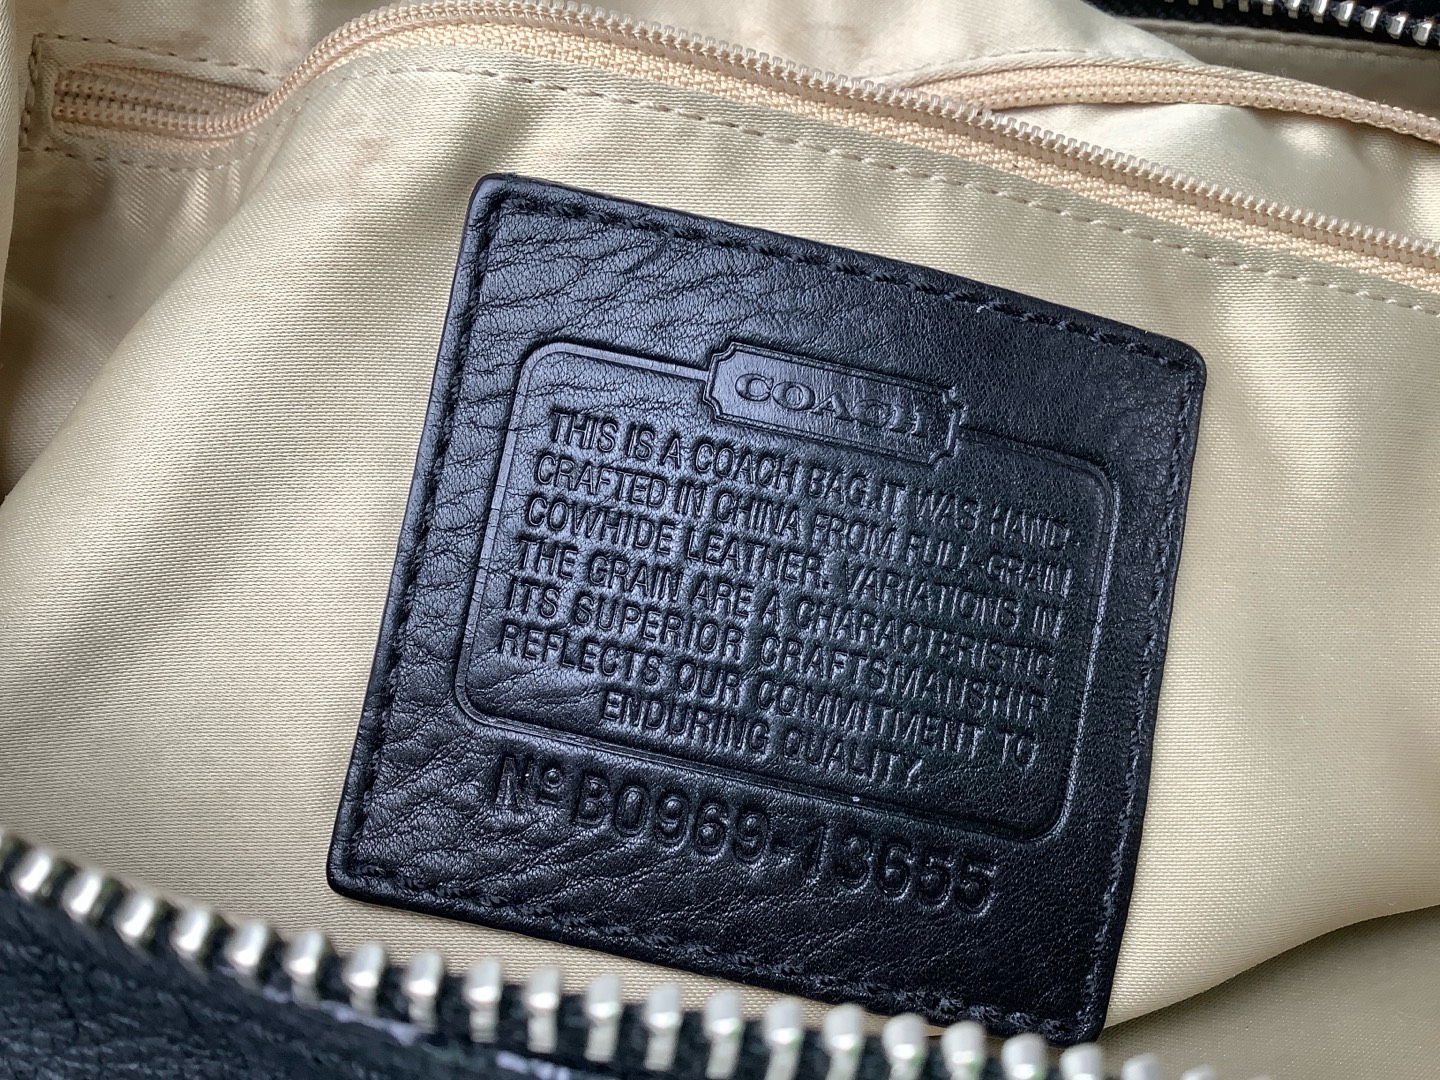 COACH
THIS IS A COACH BAG. IT WAS HAND-
CRAFTED IN CHINA FROM FULL-GRAIN
COWHIDE LEATHER. VARIATIONS IN
THE GRAIN ARE A CHARACTERISTIC.
ITS SUPERIOR CRAFTSMANSHIP
REFLECTS OUR COMMITMENT TO
ENDURING QUALITY.
Nº B0969-13655